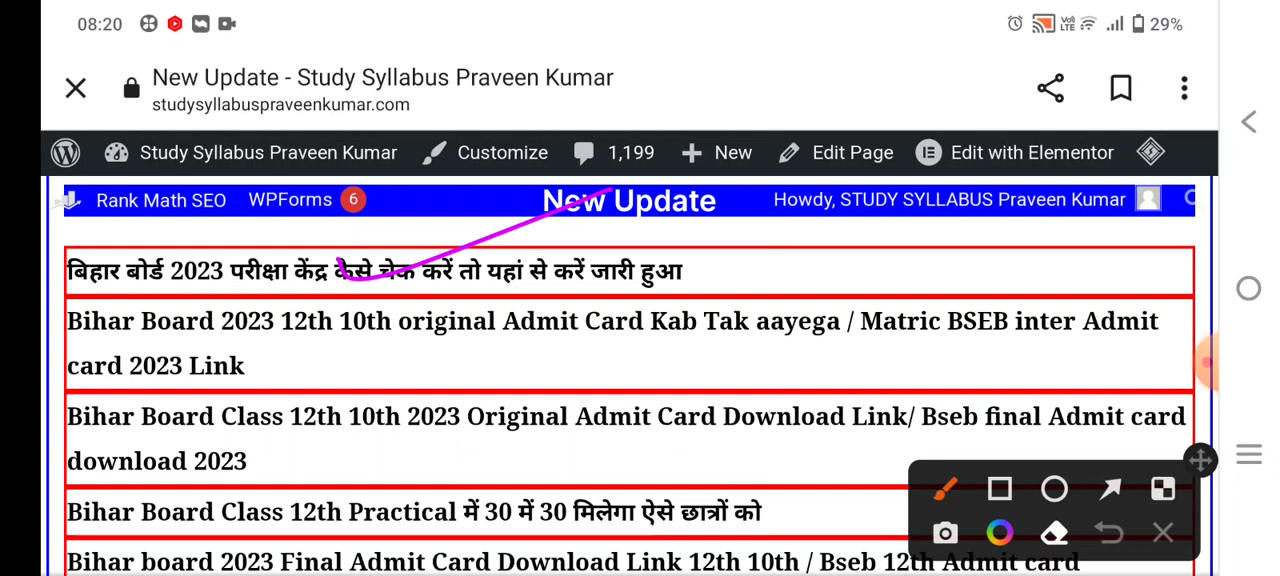 08:20
29%
New Update - Study Syllabus Praveen Kumar
studysyllabuspraveenkumar.com
Study Syllabus Praveen Kumar Customize 1,199 New Edit Page Edit with Elementor
Rank Math SEO WPForms 6 New Update Howdy, STUDY SYLLABUS Praveen Kumar
बिहार बोर्ड 2023 परीक्षा केंद्र कैसे चेक करें तो यहां से करें जारी हुआ
Bihar Board 2023 12th 10th original Admit Card Kab Tak aayega / Matric BSEB inter Admit
card 2023 Link
Bihar Board Class 12th 10th 2023 Original Admit Card Download Link/ Bseb final Admit card
download 2023
Bihar Board Class 12th Practical में 30 में 30 मिलेगा ऐसे छात्रों को
Bihar board 2023 Final Admit Card Download Link 12th 10th / Bseb 12th Admit card